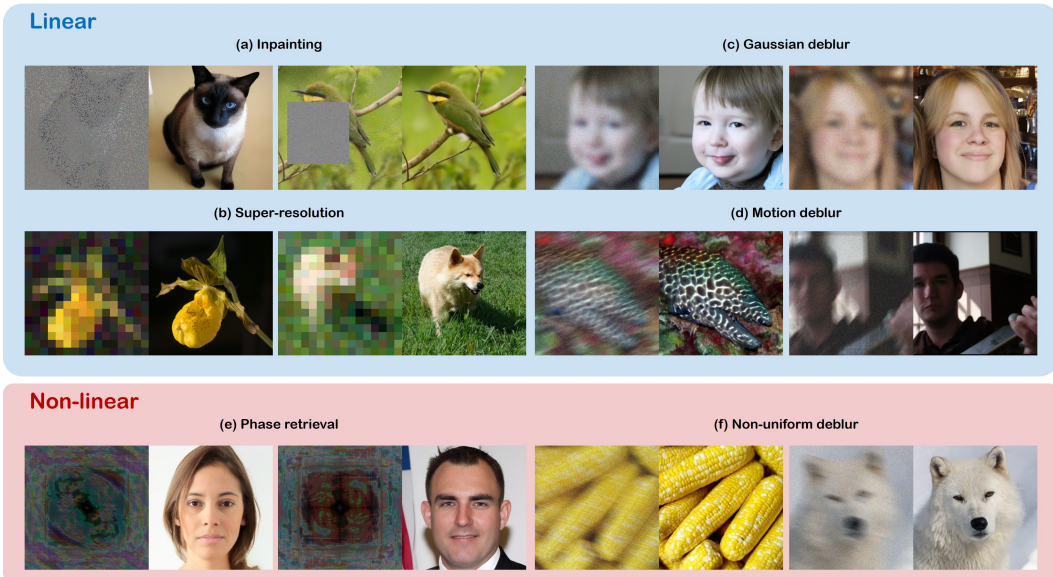 Linear
(a) Inpainting
(c) Gaussian deblur
(b) Super-resolution
(d) Motion deblur
Non-linear
(e) Phase retrieval
(f) Non-uniform deblur